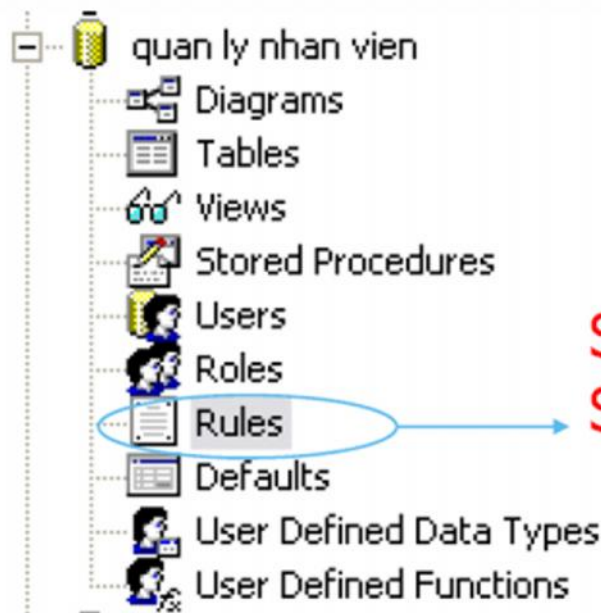 quan ly nhan vien
Diagrams
Tables
Views
Stored Procedures
Users
Roles
Rules
Defaults
User Defined Data Types
User Defined Functions